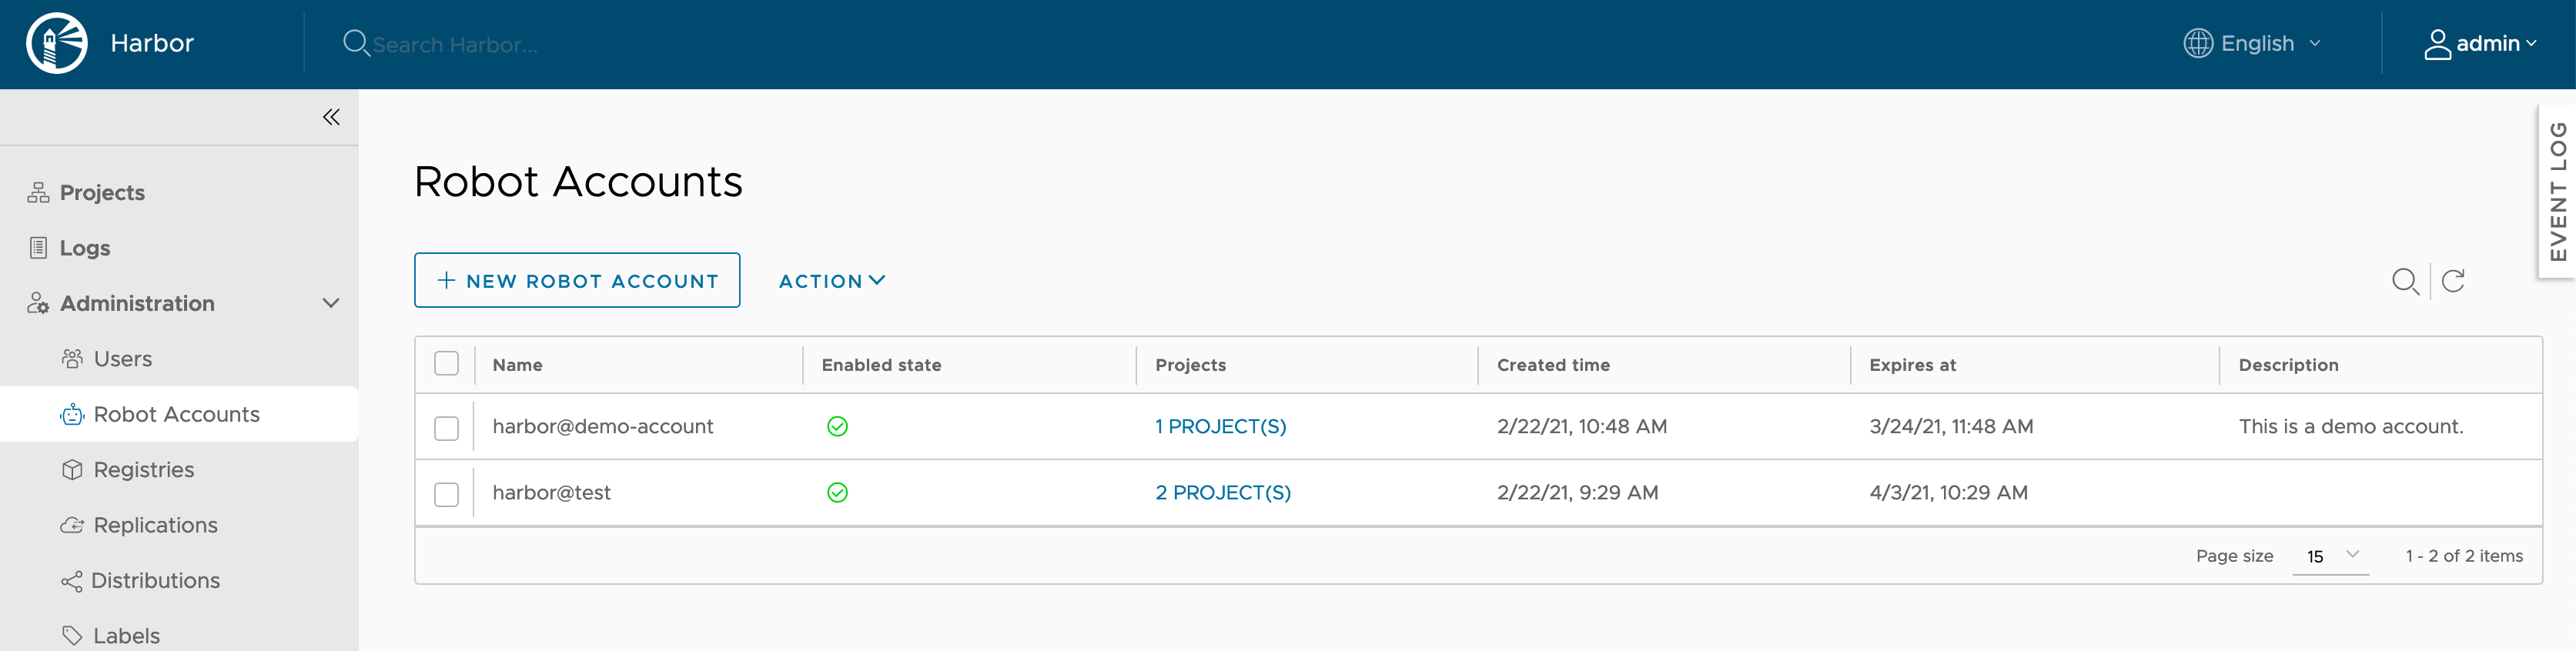 Harbor
Search Harbor...
English
admin
EVENT LOG
Projects
Logs
Administration
Users
Robot Accounts
Registries
Replications
Distributions
Labels
Robot Accounts
+ NEW ROBOT ACCOUNT
ACTION
Name Enabled state Projects Created time Expires at Description
harbor@demo-account 1 PROJECT(S) 2/22/21, 10:48 AM 3/24/21, 11:48 AM This is a demo account.
harbor@test 2 PROJECT(S) 2/22/21, 9:29 AM 4/3/21, 10:29 AM
Page size 15 1 - 2 of 2 items